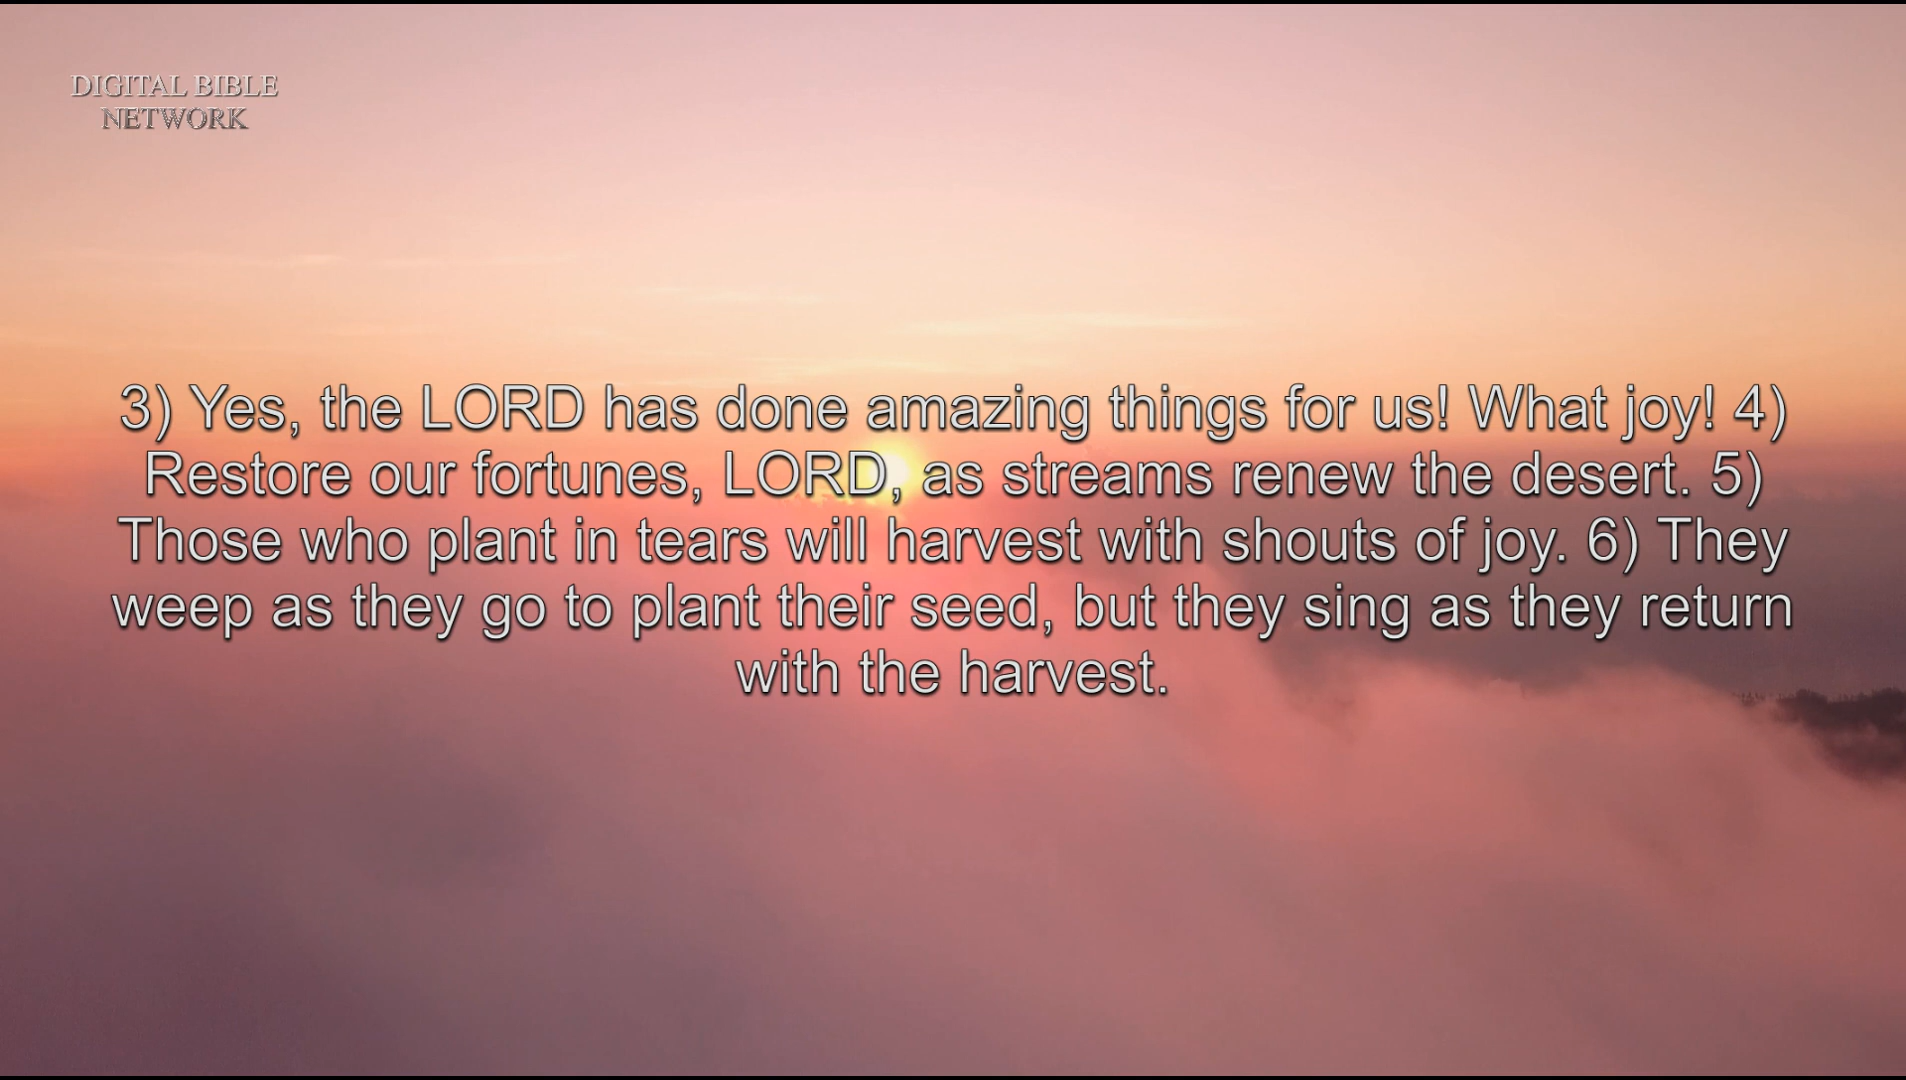 DIGITAL BIBLE
NETWORK
3) Yes, the LORD has done amazing things for us! What joy! 4)
Restore our fortunes, LORD, as streams renew the desert. 5)
Those who plant in tears will harvest with shouts of joy. 6) They
weep as they go to plant their seed, but they sing as they return
with the harvest.